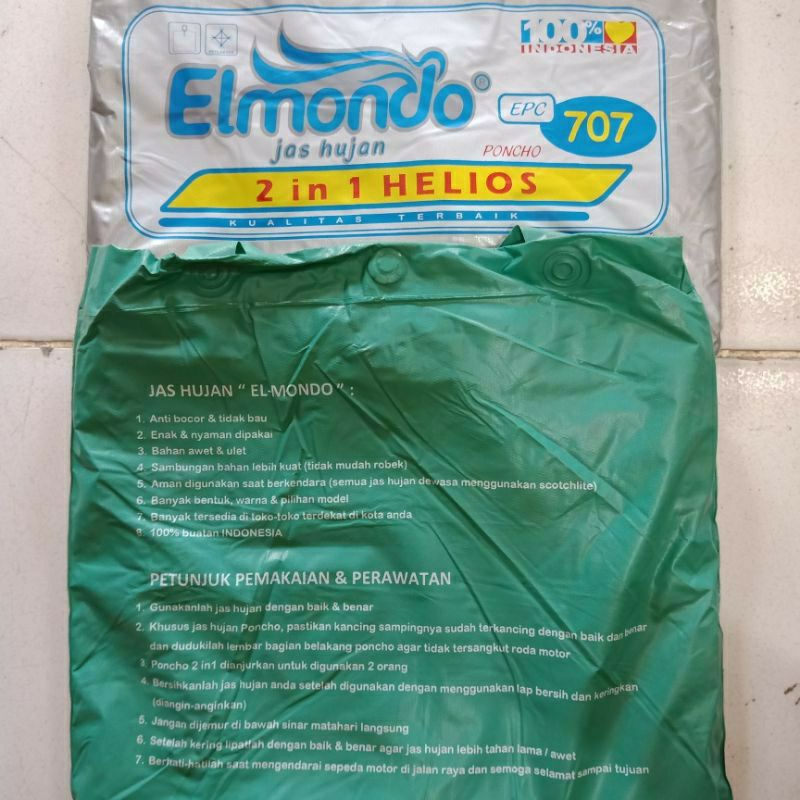 100% INDONESIA
Elmondo®
jas hujan
EPC 707
PONCHO
2 in 1 HELIOS
KUALITAS TERBAIK
JAS HUJAN “ EL-MONDO ” :
1. Anti bocor & tidak bau
2. Enak & nyaman dipakai
3. Bahan awet & ulet
4. Sambungan bahan lebih kuat (tidak mudah robek)
5. Aman digunakan saat berkendara (semua jas hujan dewasa menggunakan scotchlite)
6. Banyak bentuk, warna & pilihan model
7. Banyak tersedia di toko-toko terdekat di kota anda
8. 100% buatan INDONESIA
PETUNJUK PEMAKAIAN & PERAWATAN
1. Gunakanlah jas hujan dengan baik & benar
2. Khusus jas hujan Poncho, pastikan kancing sampingnya sudah terkancing dengan baik dan benar
dan dudukilah lembar bagian belakang poncho agar tidak tersangkut roda motor
3. Poncho 2 in1 dianjurkan untuk digunakan 2 orang
4. Bersihkanlah jas hujan anda setelah digunakan dengan menggunakan lap bersih dan keringkan
(diangin-anginkan)
5. Jangan dijemur di bawah sinar matahari langsung
6. Setelah kering lipatlah dengan baik & benar agar jas hujan lebih tahan lama / awet
7. Berhati-hatilah saat mengendarai sepeda motor di jalan raya dan semoga selamat sampai tujuan